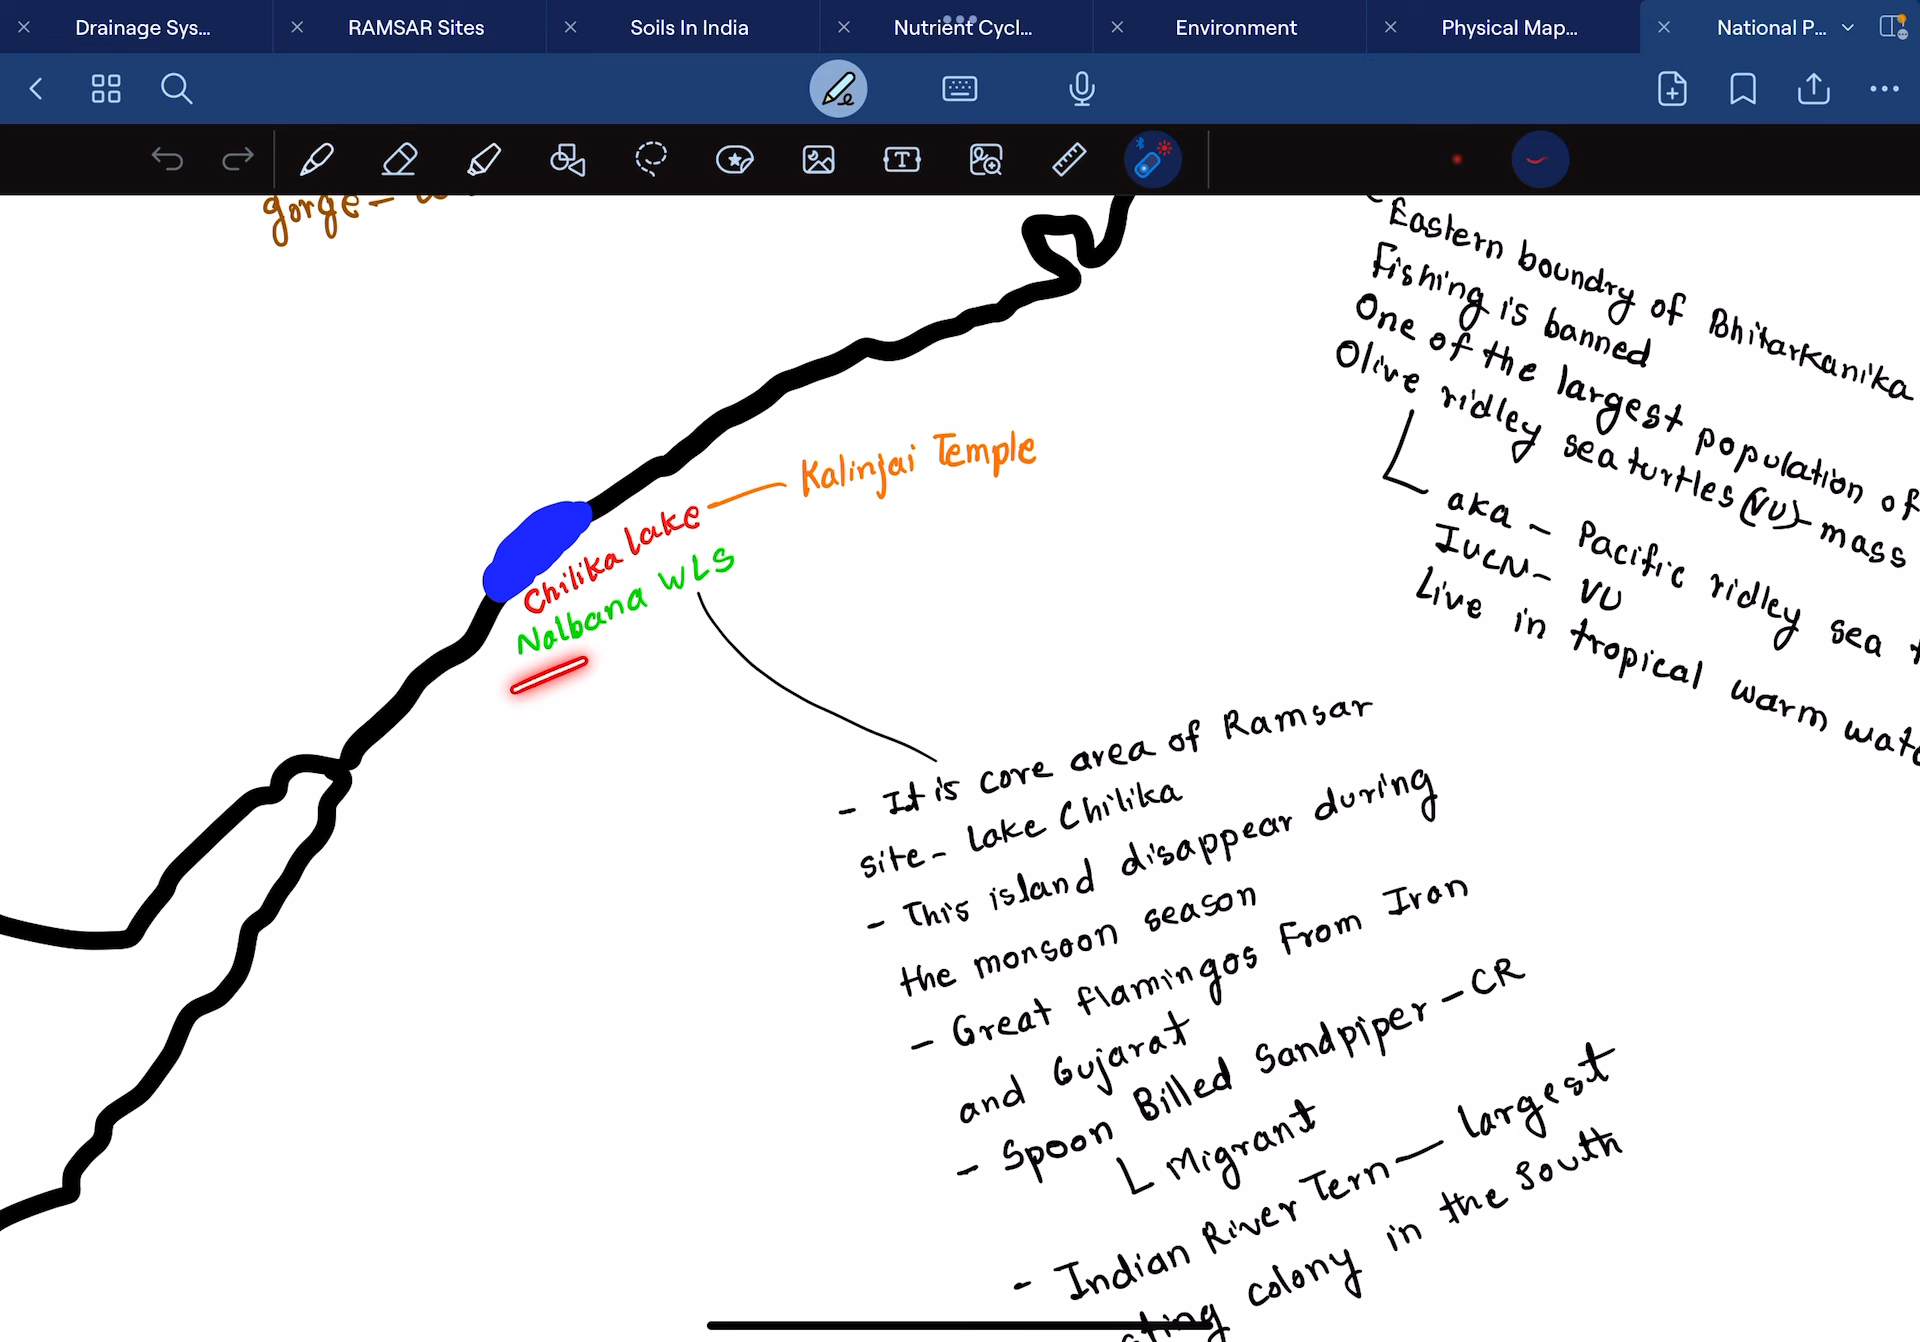 Drainage Sys...
RAMSAR Sites
Soils In India
Nutrient Cycl...
Environment
Physical Map...
National P...
gorge -
Eastern boundry of Bhitarkanika
Fishing is banned
One of the largest population of
Olive ridley sea turtles (VU) - mass
aka - Pacific ridley sea
IUCN - VU
Live in tropical warm wate
Kalinjai Temple
Chilika lake
Nalbana WLS
- It is core area of Ramsar
site - lake Chilika
- This island disappear during
the monsoon season
- Great flamingos From Iran
and Gujarat
- Spoon Billed Sandpiper - CR
Migrant
- Indian River Tern — largest
colony in the South